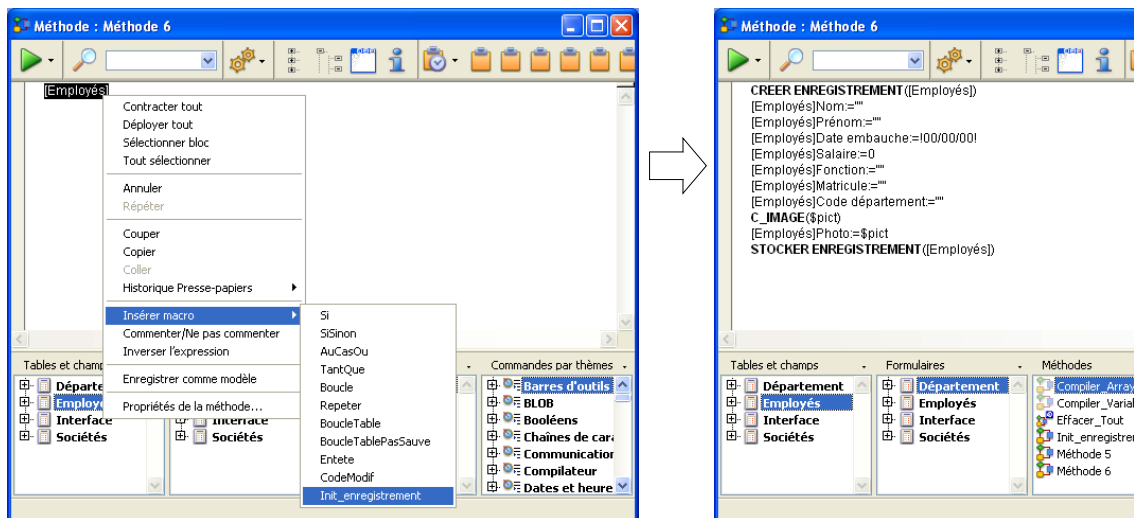 Méthode : Méthode 6
[Employés]
Contracter tout
Déployer tout
Sélectionner bloc
Tout sélectionner
Annuler
Répéter
Couper
Copier
Coller
Historique Presse-papiers
Insérer macro
Commenter/Ne pas commenter
Inverser l'expression
Enregistrer comme modèle
Propriétés de la méthode...
Si
SiSinon
AuCasOu
TantQue
Boucle
Repeter
BoucleTable
BoucleTablePasSauve
Entete
CodeModif
Init_enregistrement
Tables et champ
Départe
Employé
Interface
Sociétés
Interface
Sociétés
Commandes par thèmes
Barres d'outils
BLOB
Booléens
Chaînes de cara
Communication
Compilateur
Dates et heure
Méthode : Méthode 6
CREER ENREGISTREMENT([Employés])
[Employés]Nom:=""
[Employés]Prénom:=""
[Employés]Date embauche:=!00/00/00!
[Employés]Salaire:=0
[Employés]Fonction:=""
[Employés]Matricule:=""
[Employés]Code département:=""
C_IMAGE($pict)
[Employés]Photo:=$pict
STOCKER ENREGISTREMENT([Employés])
Tables et champs
Département
Employés
Interface
Sociétés
Formulaires
Département
Employés
Interface
Sociétés
Méthodes
Compiler_Array
Compiler_Varial
Effacer_Tout
Init_enregistrer
Méthode 5
Méthode 6